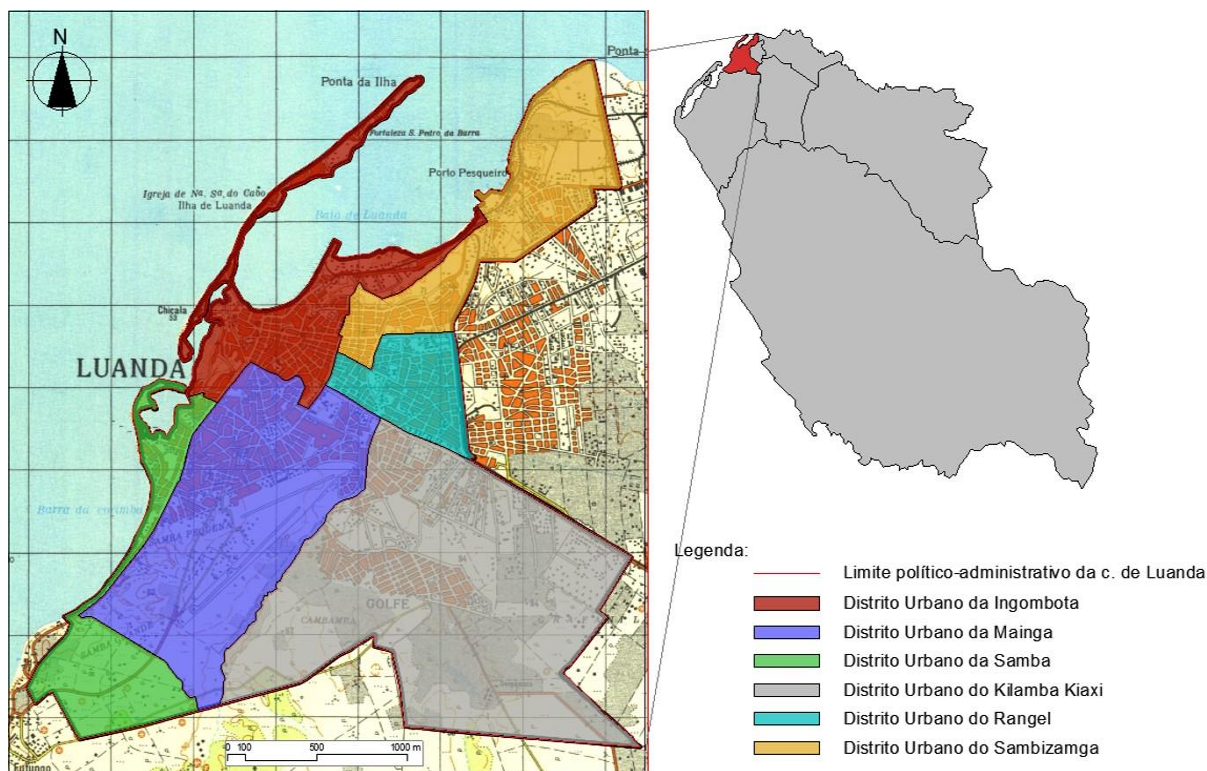 N
Ponta
Ponta da Ilha
Fortaleza S. Pedro da Barra
Porto Pesqueiro
Igreja de Nª. Sª. do Cabo
Ilha de Luanda
Baia de Luanda
Chicala
53
LUANDA
Barra da corimba
SAMBA PEQUENA
GOLFE
CAMBAMBA
SAMBA GRANDE
Futungo
0 100 500 1000 m
Legenda:
Limite político-administrativo da c. de Luanda
Distrito Urbano da Ingombota
Distrito Urbano da Mainga
Distrito Urbano da Samba
Distrito Urbano do Kilamba Kiaxi
Distrito Urbano do Rangel
Distrito Urbano do Sambizamga